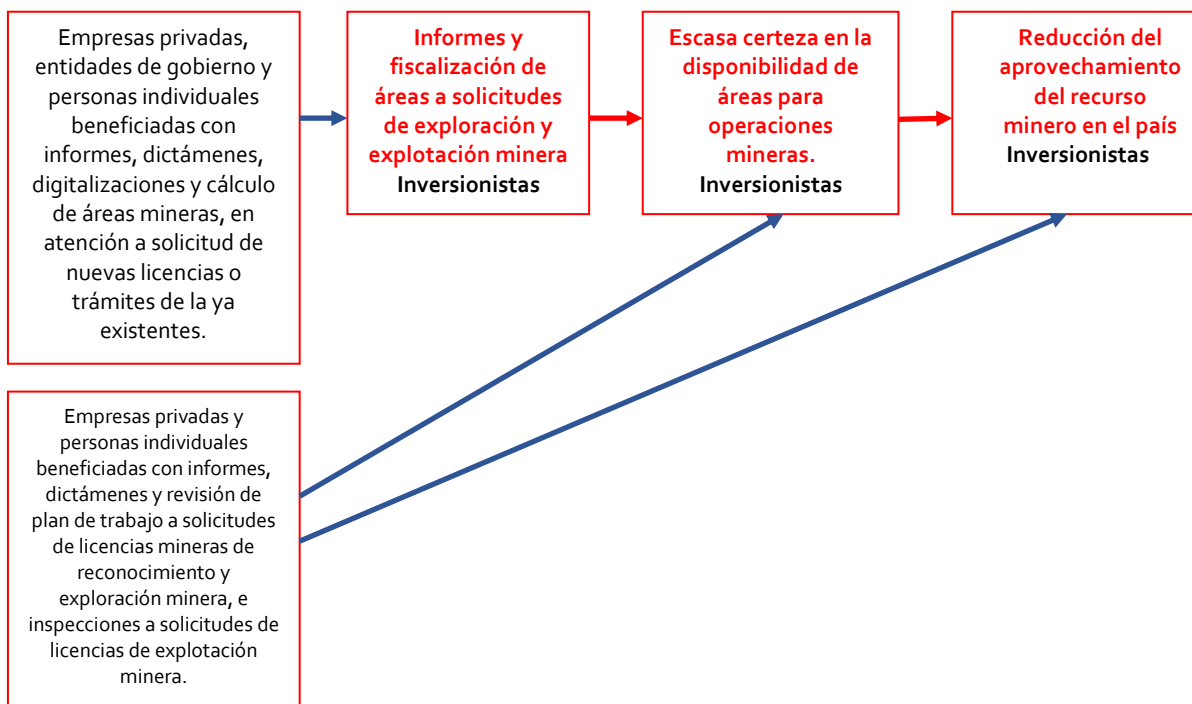 Empresas privadas,
entidades de gobierno y
personas individuales
beneficiadas con
informes, dictámenes,
digitalizaciones y cálculo
de áreas mineras, en
atención a solicitud de
nuevas licencias o
trámites de la ya
existentes.
Informes y
fiscalización de
áreas a solicitudes
de exploración y
explotación minera
Inversionistas
Escasa certeza en la
disponibilidad de
áreas para
operaciones
mineras.
Inversionistas
Reducción del
aprovechamiento
del recurso
minero en el país
Inversionistas
Empresas privadas y
personas individuales
beneficiadas con informes,
dictámenes y revisión de
plan de trabajo a solicitudes
de licencias mineras de
reconocimiento y
exploración minera, e
inspecciones a solicitudes de
licencias de explotación
minera.